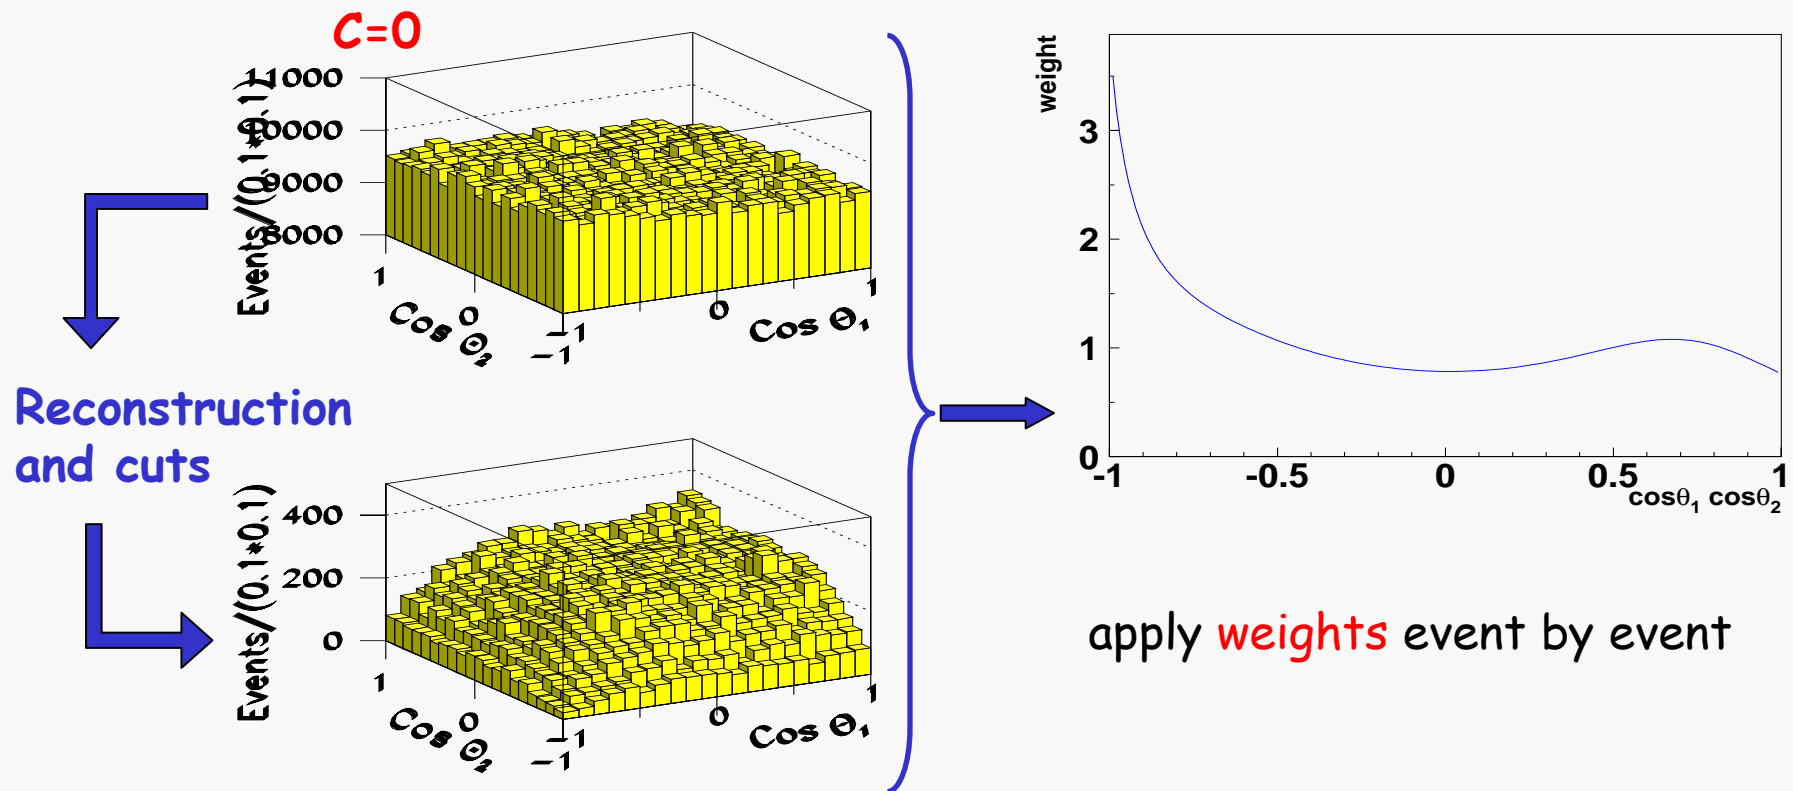 C=0
11000
10000
9000
8000
Events/(0.1*0.1)
1
0
-1
Cos Θ2
-1
0
1
Cos Θ1
Reconstruction
and cuts
400
200
0
Events/(0.1*0.1)
1
0
-1
Cos Θ2
-1
0
1
Cos Θ1
weight
3
2
1
0
-1
-0.5
0
0.5
1
cosθ1 cosθ2
apply weights event by event